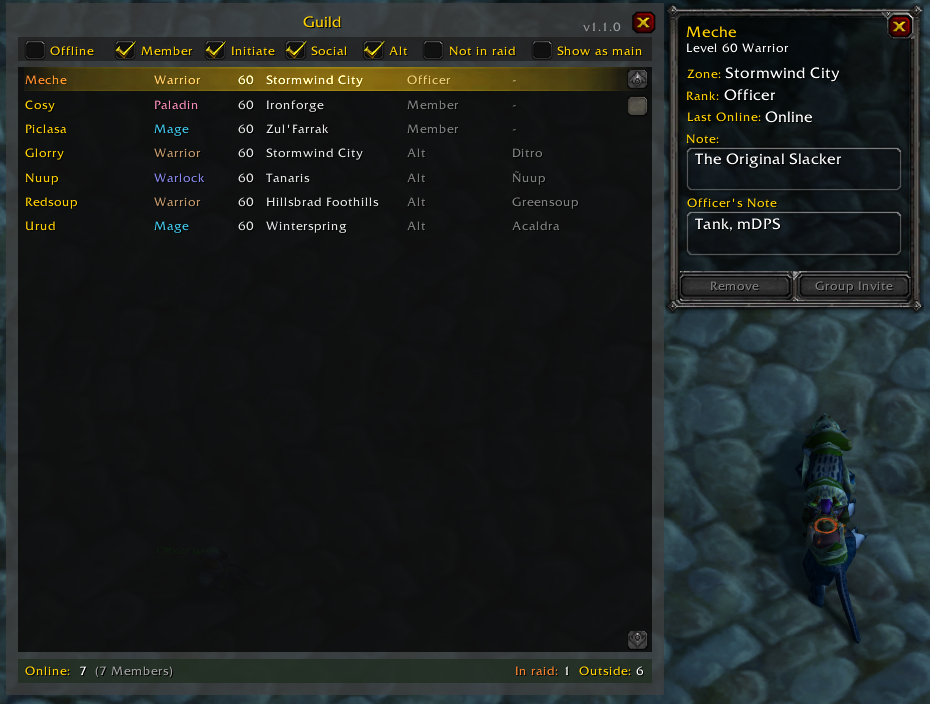 Guild
v1.1.0
Offline Member Initiate Social Alt Not in raid Show as main
Meche Warrior 60 Stormwind City Officer -
Cosy Paladin 60 Ironforge Member -
Piclasa Mage 60 Zul'Farrak Member -
Glorry Warrior 60 Stormwind City Alt Ditro
Nuup Warlock 60 Tanaris Alt Ñuup
Redsoup Warrior 60 Hillsbrad Foothills Alt Greensoup
Urud Mage 60 Winterspring Alt Acaldra
Online: 7 (7 Members) In raid: 1 Outside: 6
Meche
Level 60 Warrior
Zone: Stormwind City
Rank: Officer
Last Online: Online
Note:
The Original Slacker
Officer's Note
Tank, mDPS
Remove Group Invite